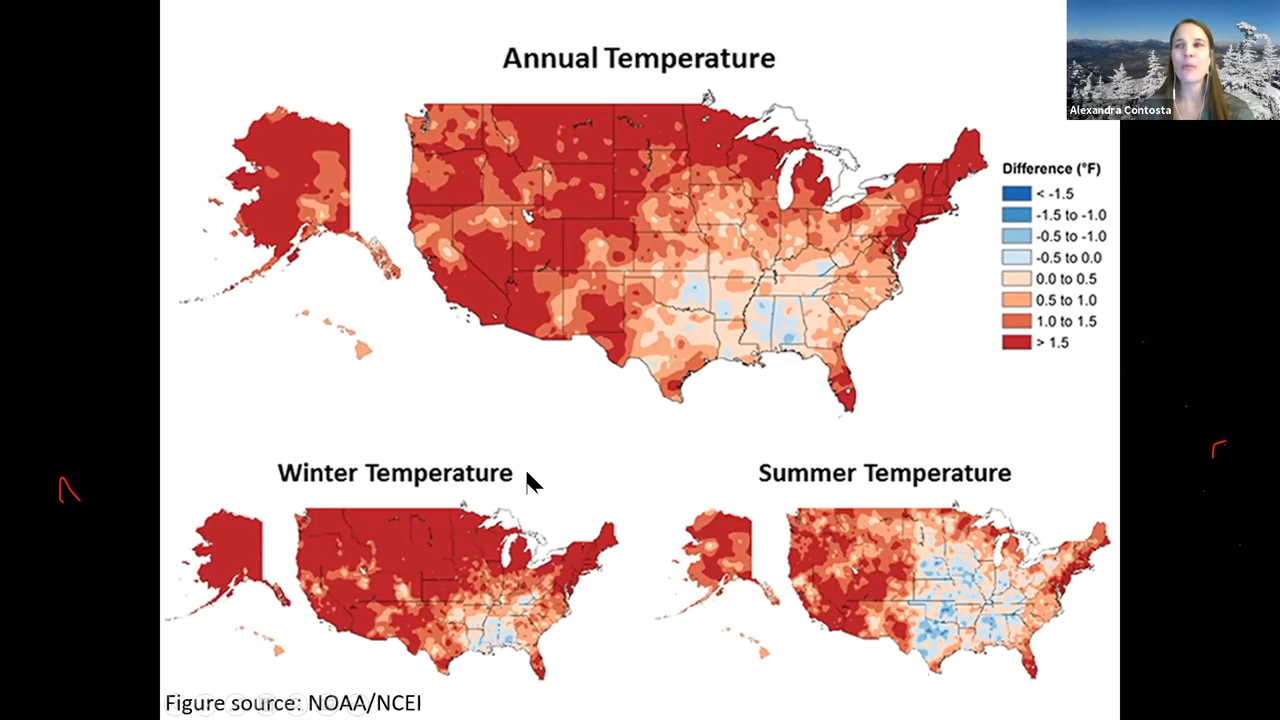 Annual Temperature
Alexandra Contosta
Difference (°F)
< -1.5
-1.5 to -1.0
-0.5 to -1.0
-0.5 to 0.0
0.0 to 0.5
0.5 to 1.0
1.0 to 1.5
> 1.5
Winter Temperature
Summer Temperature
Figure source: NOAA/NCEI